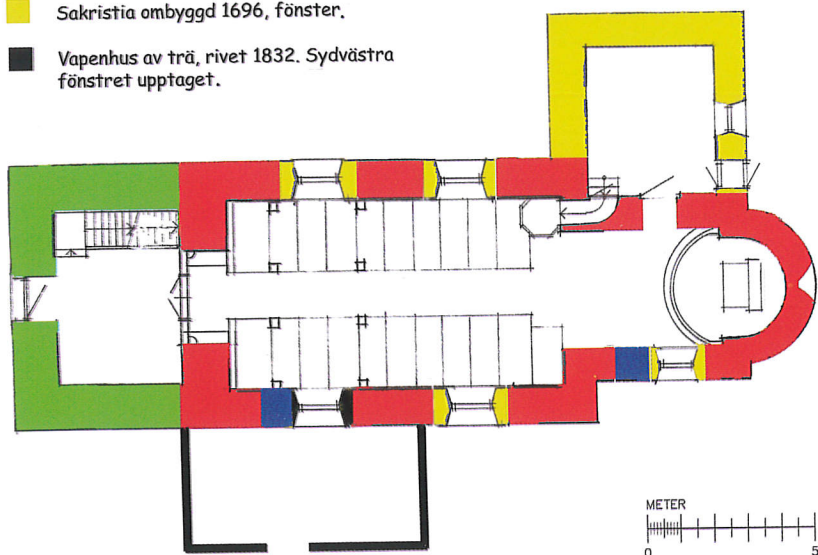 Sakristia ombyggd 1696, fönster.
Vapenhus av trä, rivet 1832. Sydvästra
fönstret upptaget.
METER
0 5